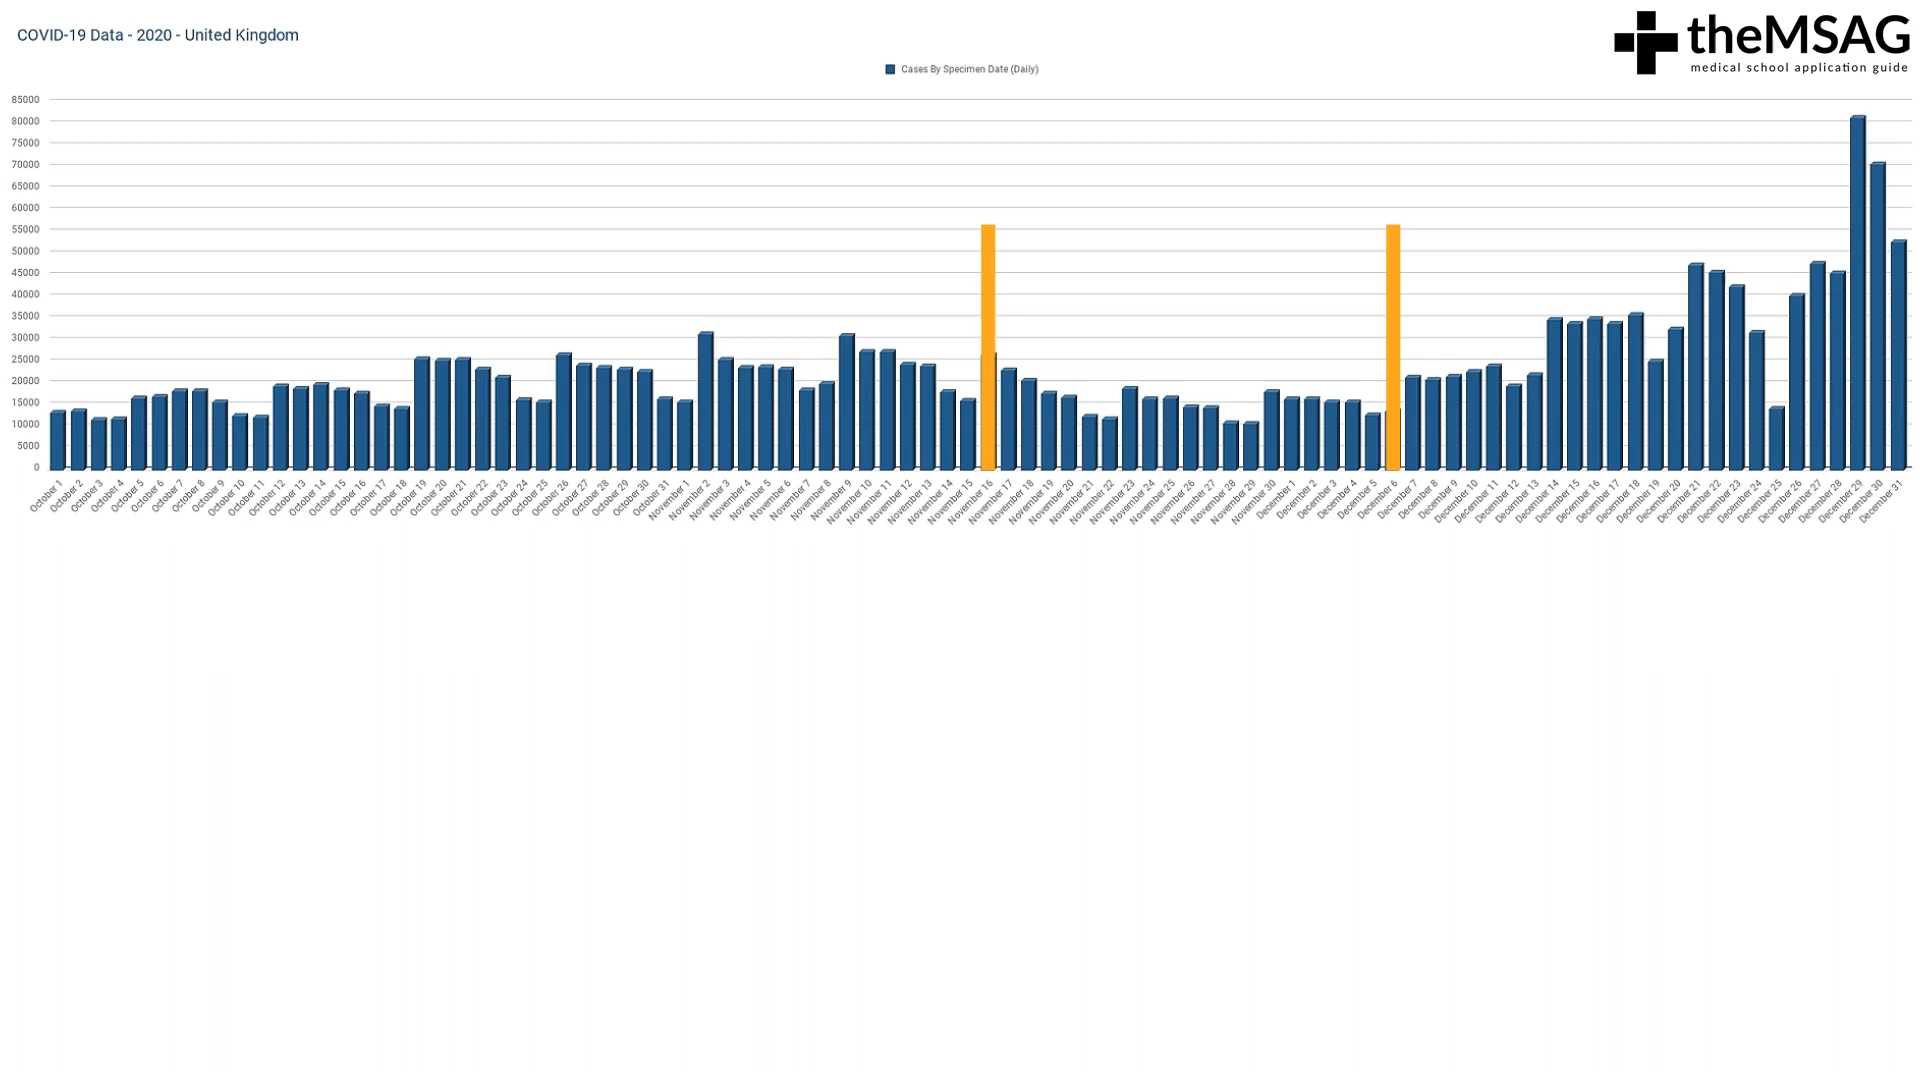 COVID-19 Data - 2020 - United Kingdom
theMSAG
medical school application guide
Cases By Specimen Date (Daily)
85000
80000
75000
70000
65000
60000
55000
50000
45000
40000
35000
30000
25000
20000
15000
10000
5000
0
October 1
October 2
October 3
October 4
October 5
October 6
October 7
October 8
October 9
October 10
October 11
October 12
October 13
October 14
October 15
October 16
October 17
October 18
October 19
October 20
October 21
October 22
October 23
October 24
October 25
October 26
October 27
October 28
October 29
October 30
October 31
November 1
November 2
November 3
November 4
November 5
November 6
November 7
November 8
November 9
November 10
November 11
November 12
November 13
November 14
November 15
November 16
November 17
November 18
November 19
November 20
November 21
November 22
November 23
November 24
November 25
November 26
November 27
November 28
November 29
November 30
December 1
December 2
December 3
December 4
December 5
December 6
December 7
December 8
December 9
December 10
December 11
December 12
December 13
December 14
December 15
December 16
December 17
December 18
December 19
December 20
December 21
December 22
December 23
December 24
December 25
December 26
December 27
December 28
December 29
December 30
December 31